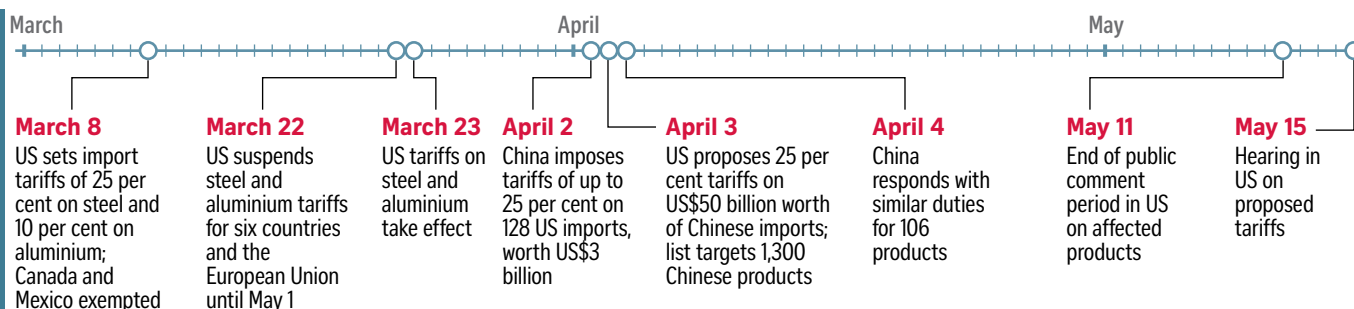 March
April
May
March 8
US sets import
tariffs of 25 per
cent on steel and
10 per cent on
aluminium;
Canada and
Mexico exempted
March 22
US suspends
steel and
aluminium tariffs
for six countries
and the
European Union
until May 1
March 23
US tariffs on
steel and
aluminium
take effect
April 2
China imposes
tariffs of up to
25 per cent on
128 US imports,
worth US$3
billion
April 3
US proposes 25 per
cent tariffs on
US$50 billion worth
of Chinese imports;
list targets 1,300
Chinese products
April 4
China
responds with
similar duties
for 106
products
May 11
End of public
comment
period in US
on affected
products
May 15
Hearing in
US on
proposed
tariffs